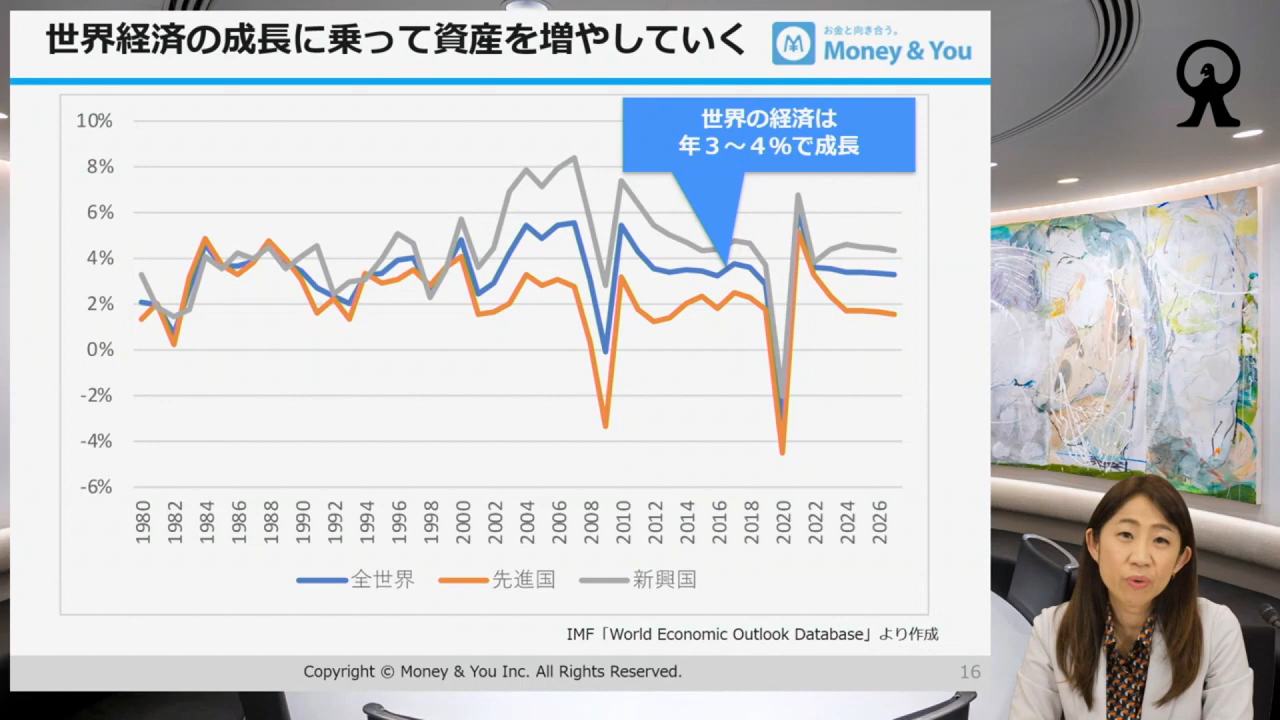 世界経済の成長に乗って資産を増やしていく
お金と向き合う。
Money & You
世界の経済は
年3～4%で成長
10%
8%
6%
4%
2%
0%
-2%
-4%
-6%
1980 1982 1984 1986 1988 1990 1992 1994 1996 1998 2000 2002 2004 2006 2008 2010 2012 2014 2016 2018 2020 2022 2024 2026
全世界 先進国 新興国
IMF「World Economic Outlook Database」より作成
Copyright © Money & You Inc. All Rights Reserved.
16